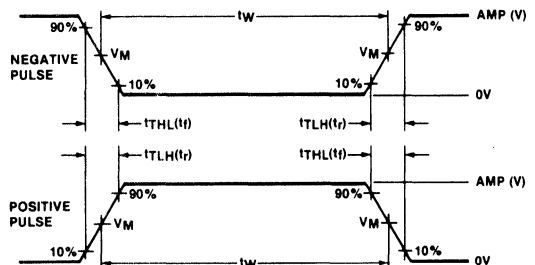 tW
AMP (V)
90%
90%
NEGATIVE
PULSE
VM
VM
10%
10%
0V
tTHL(tf)
tTLH(tr)
tTLH(tr)
tTHL(tf)
AMP (V)
POSITIVE
PULSE
90%
90%
VM
VM
10%
10%
0V
tW